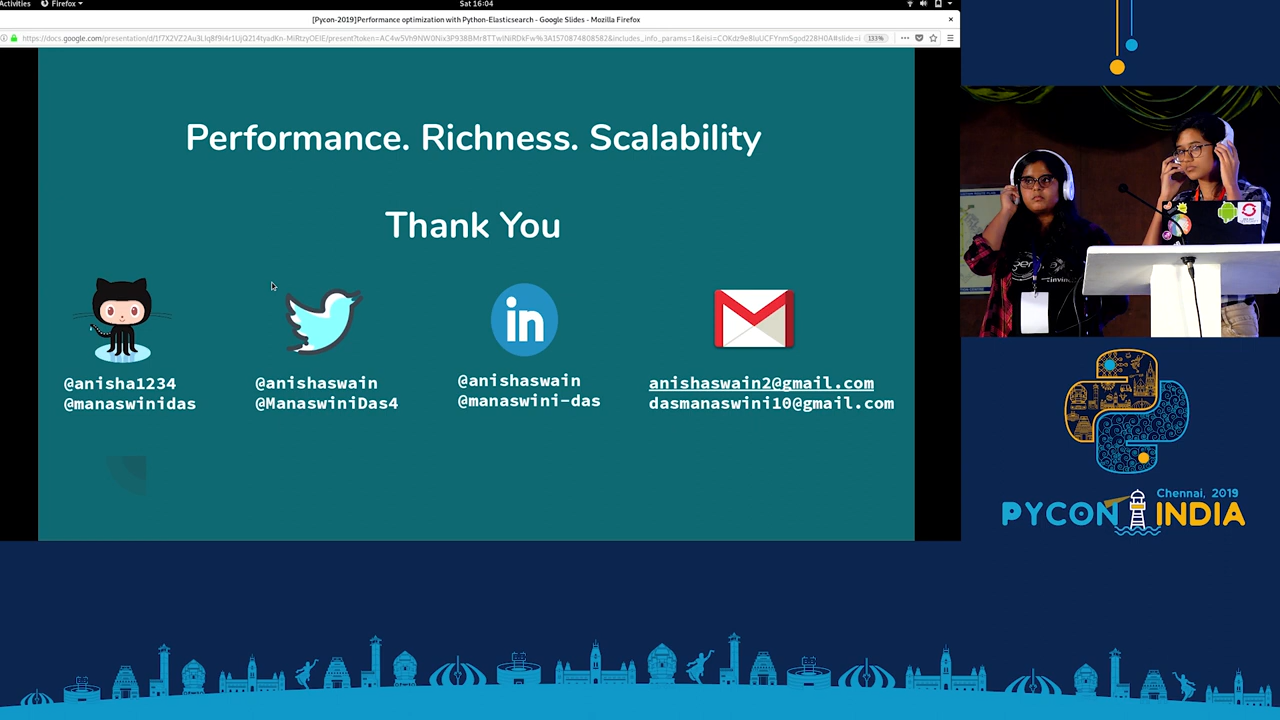 Activities
Firefox
Sat 16:04
[Pycon-2019]Performance optimization with Python-Elasticsearch - Google Slides - Mozilla Firefox
133%
Performance. Richness. Scalability
Thank You
in
@anisha1234
@manaswinidas
@anishaswain
@ManaswiniDas4
@anishaswain
@manaswini-das
anishaswain2@gmail.com
dasmanaswini10@gmail.com
Chennai, 2019
PYCON INDIA